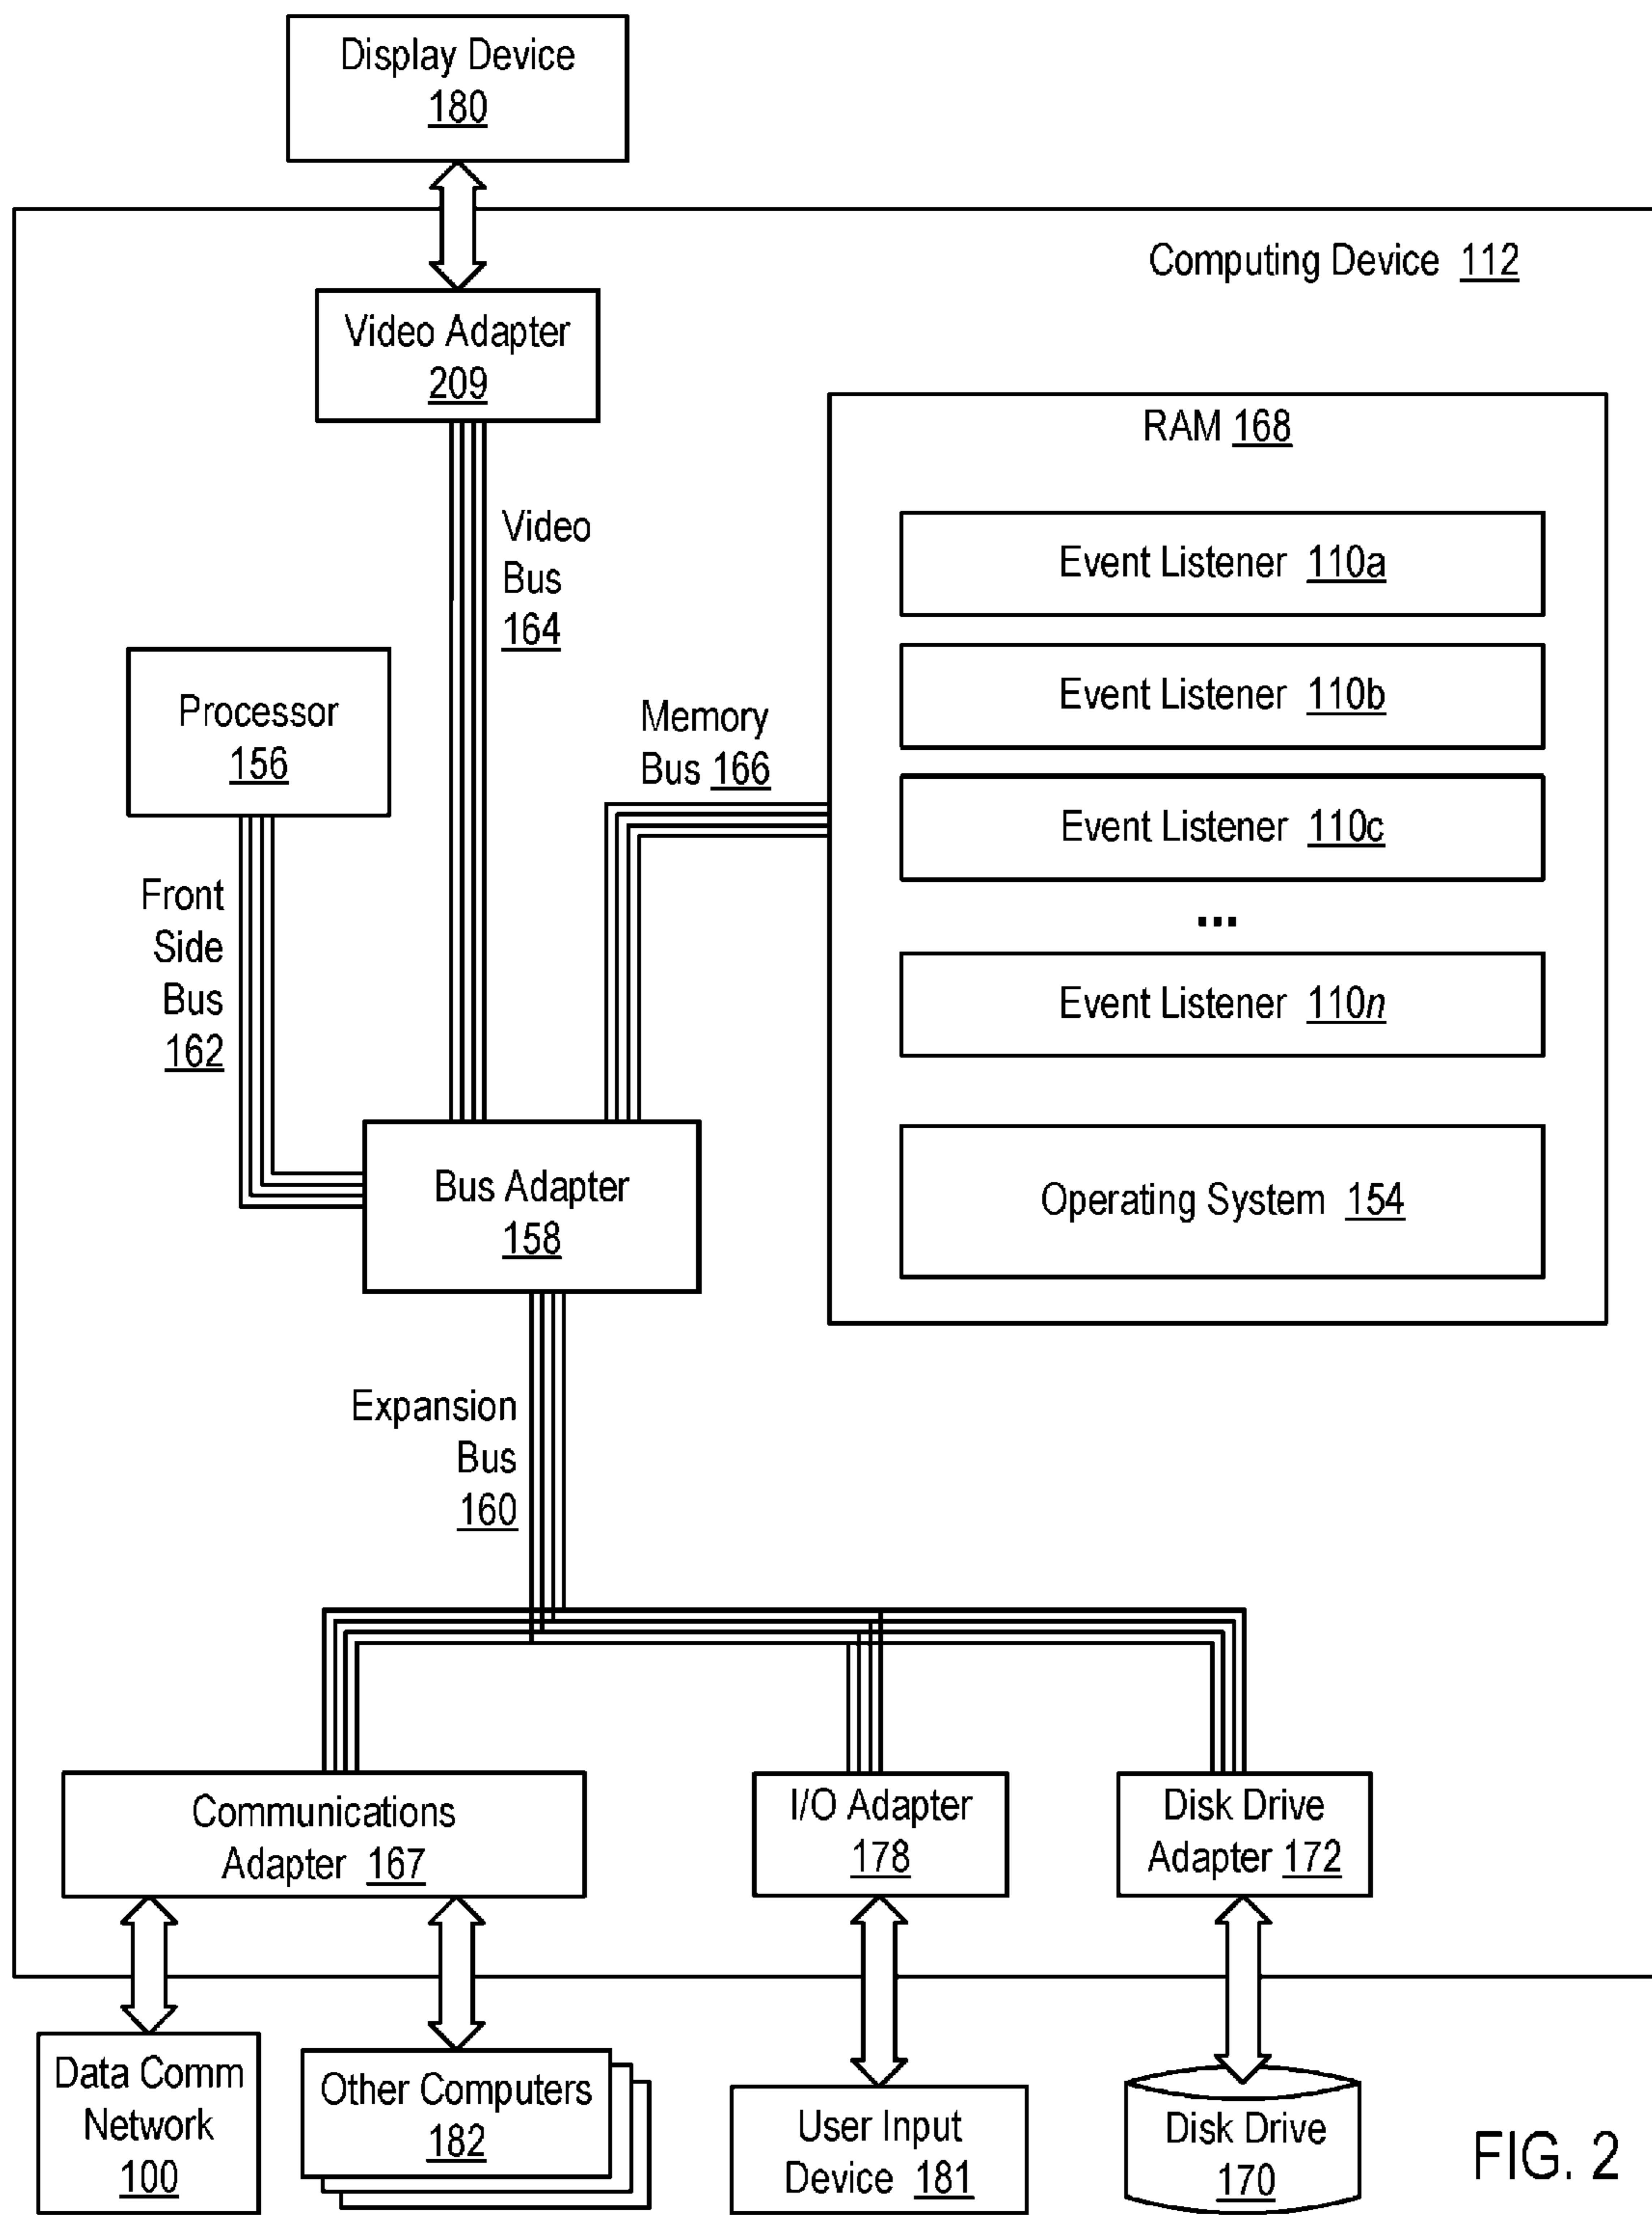 Display Device
180
Computing Device 112
Video Adapter
209
RAM 168
Video
Bus
164
Event Listener 110a
Event Listener 110b
Processor
156
Memory
Bus 166
Event Listener 110c
...
Front
Side
Bus
162
Event Listener 110n
Bus Adapter
158
Operating System 154
Expansion
Bus
160
Communications
Adapter 167
I/O Adapter
178
Disk Drive
Adapter 172
Data Comm
Network
100
Other Computers
182
User Input
Device 181
Disk Drive
170
FIG. 2